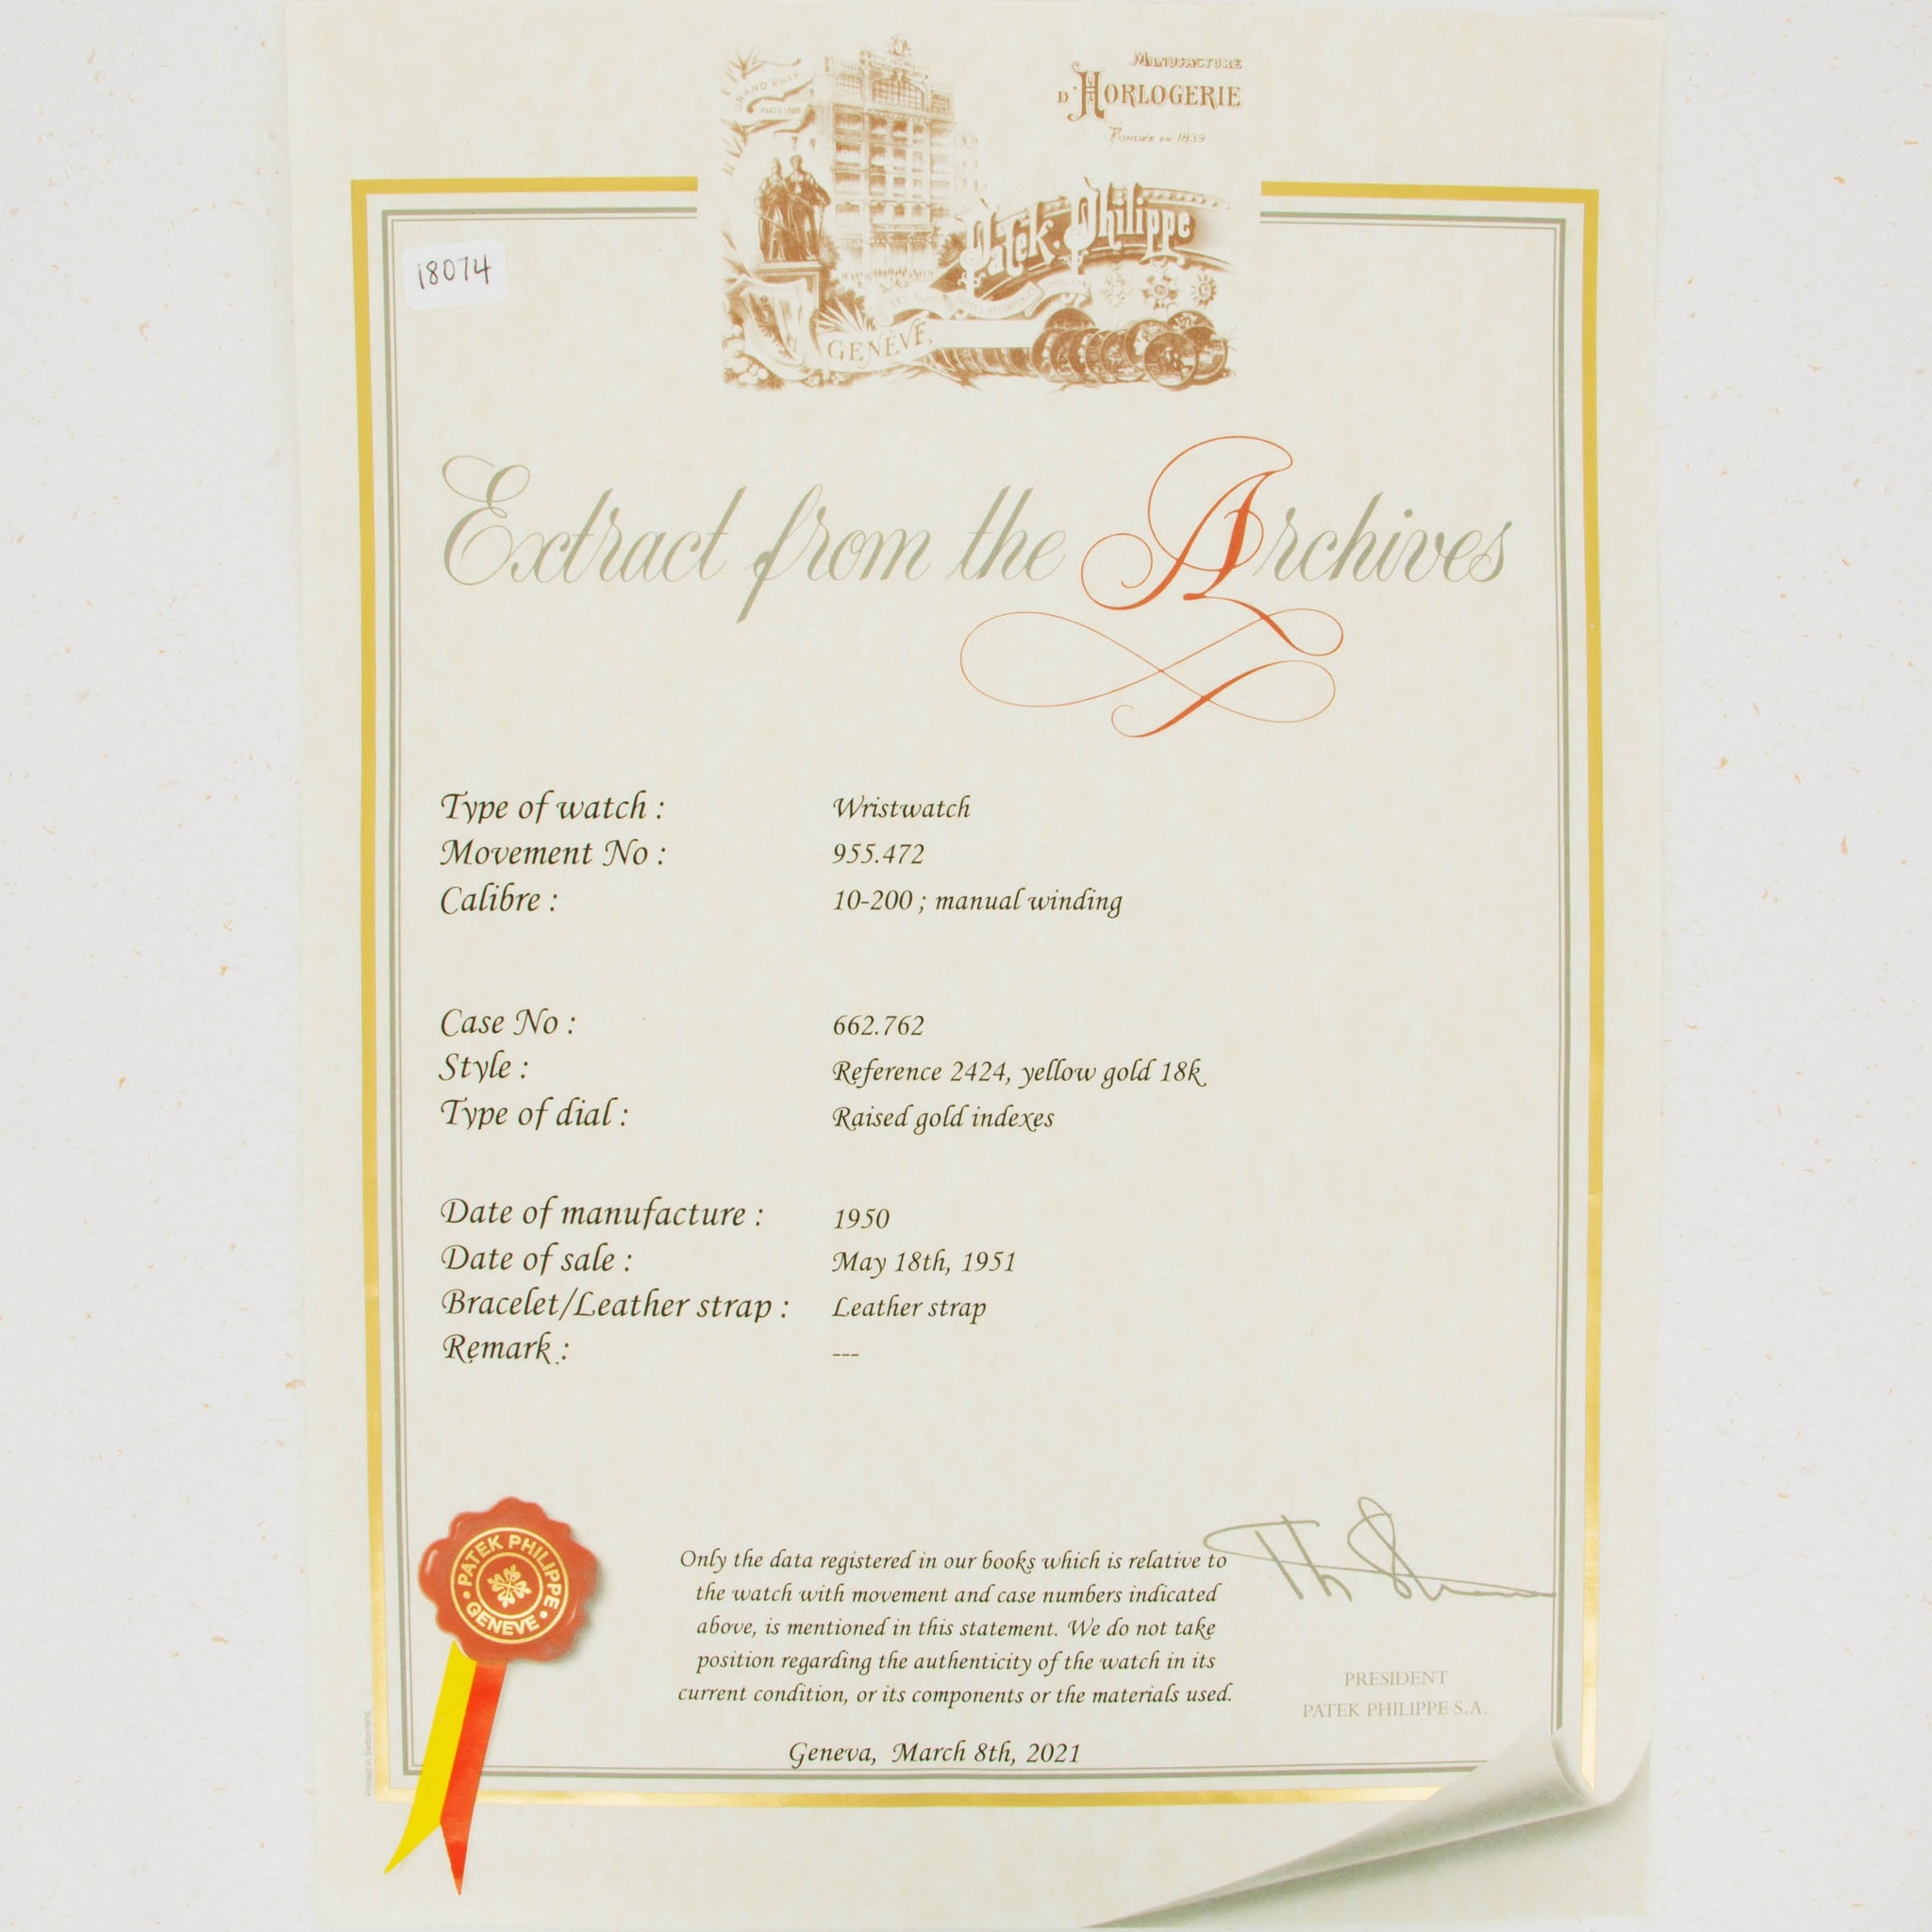 MANUFACTURE
D'HORLOGERIE
FONDÉE EN 1839
GRAND PRIX
Patek Philippe
GENÈVE
18074
Extract from the Archives
Type of watch : Wristwatch
Movement No : 955.472
Calibre : 10-200 ; manual winding
Case No : 662.762
Style : Reference 2424, yellow gold 18k
Type of dial : Raised gold indexes
Date of manufacture : 1950
Date of sale : May 18th, 1951
Bracelet/Leather strap : Leather strap
Remark : ---
PATEK PHILIPPE
GENEVE
Only the data registered in our books which is relative to
the watch with movement and case numbers indicated
above, is mentioned in this statement. We do not take
position regarding the authenticity of the watch in its
current condition, or its components or the materials used.
PRESIDENT
PATEK PHILIPPE S.A.
Geneva, March 8th, 2021
Printed in Switzerland